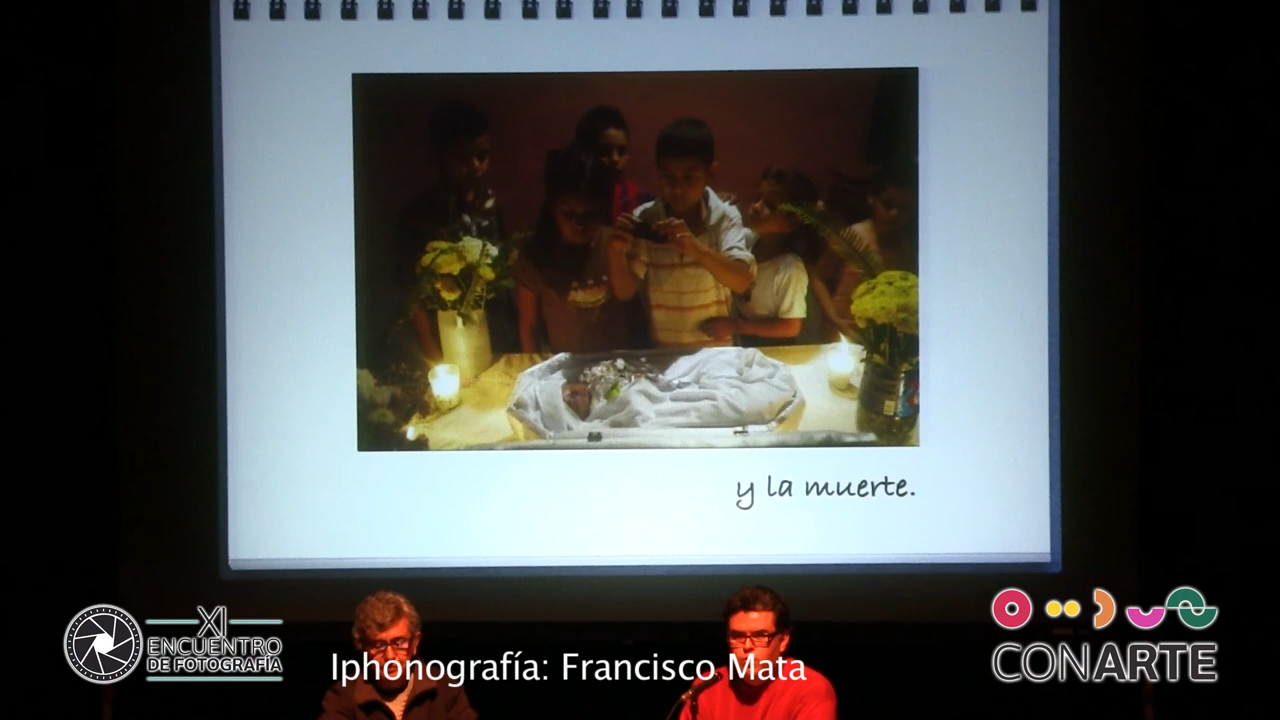 y la muerte.
XI
ENCUENTRO
DE FOTOGRAFÍA
Iphonografía: Francisco Mata
CONARTE